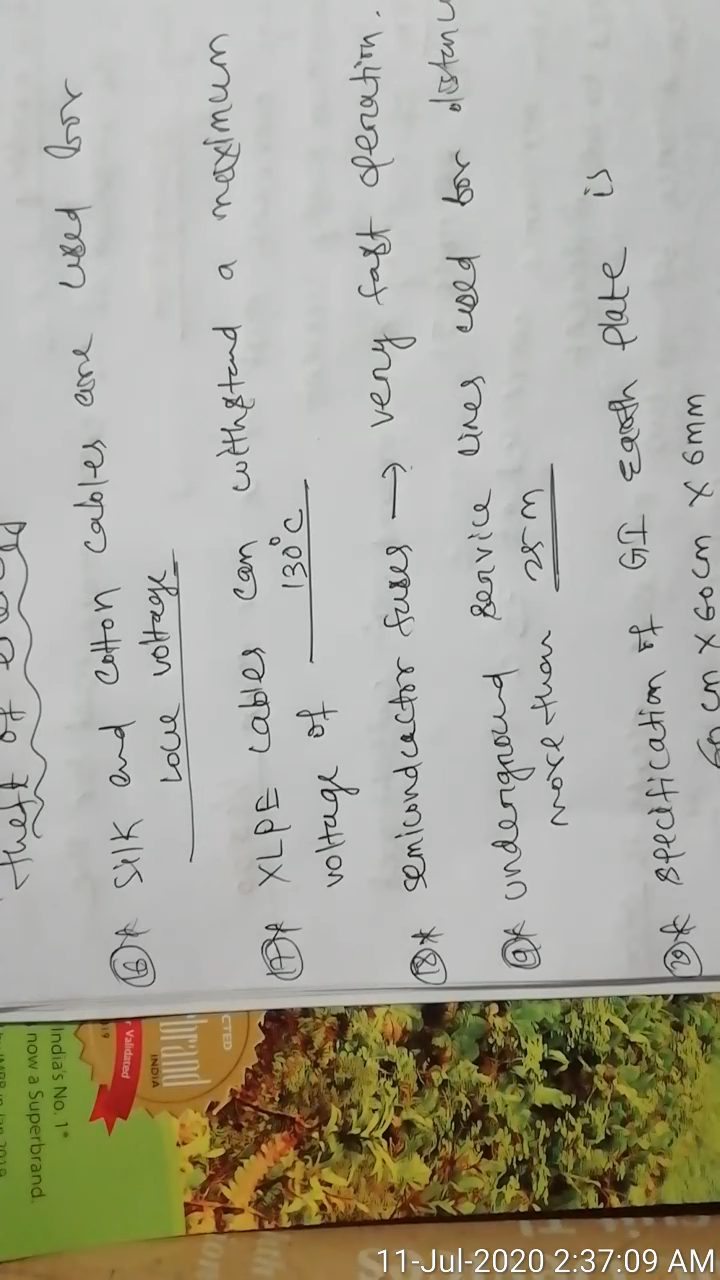 theft of
(16)* Silk and cotton cables are used for
low voltage
(17)* XLPE cables can withstand a maximum
voltage of 130°C
(18)* semiconductor fuses → very fast operation.
(19)* underground service lines used for distanc
more than 25 m
(20)* specification of GI Earth plate is
60 cm X 60 cm X 6mm
India's No. 1*
now a Superbrand.
Validated
brand
INDIA
CTED
11-Jul-2020 2:37:09 AM